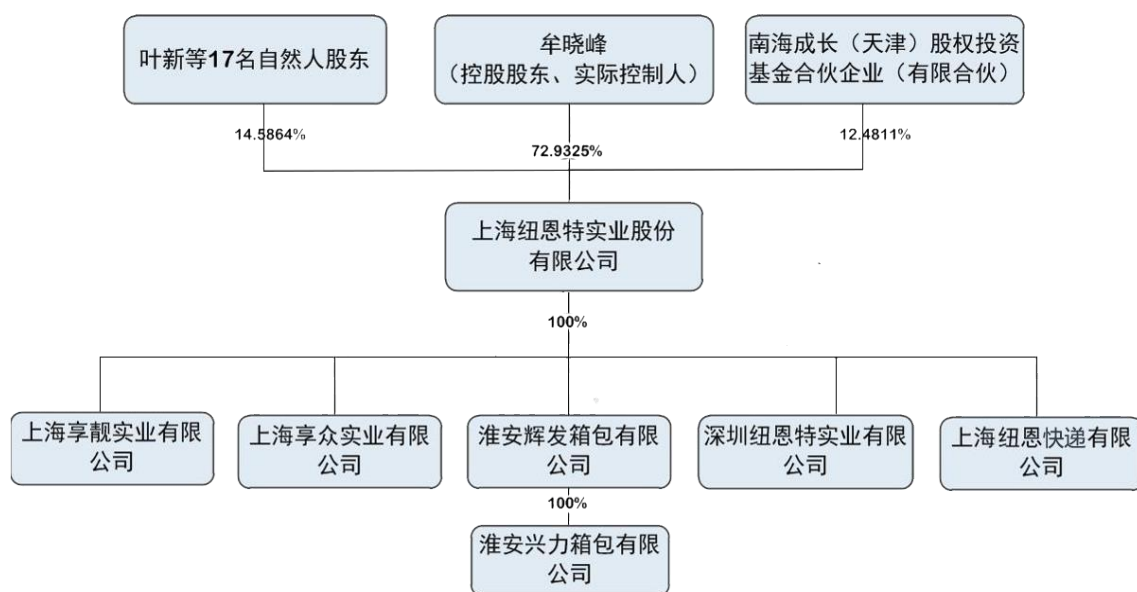 叶新等17名自然人股东
牟晓峰
（控股股东、实际控制人）
南海成长（天津）股权投资
基金合伙企业（有限合伙）
14.5864%
72.9325%
12.4811%
上海纽恩特实业股份
有限公司
100%
上海享靓实业有限
公司
上海享众实业有限
公司
淮安辉发箱包有限
公司
深圳纽恩特实业有限
公司
上海纽恩快递有限
公司
100%
淮安兴力箱包有限
公司